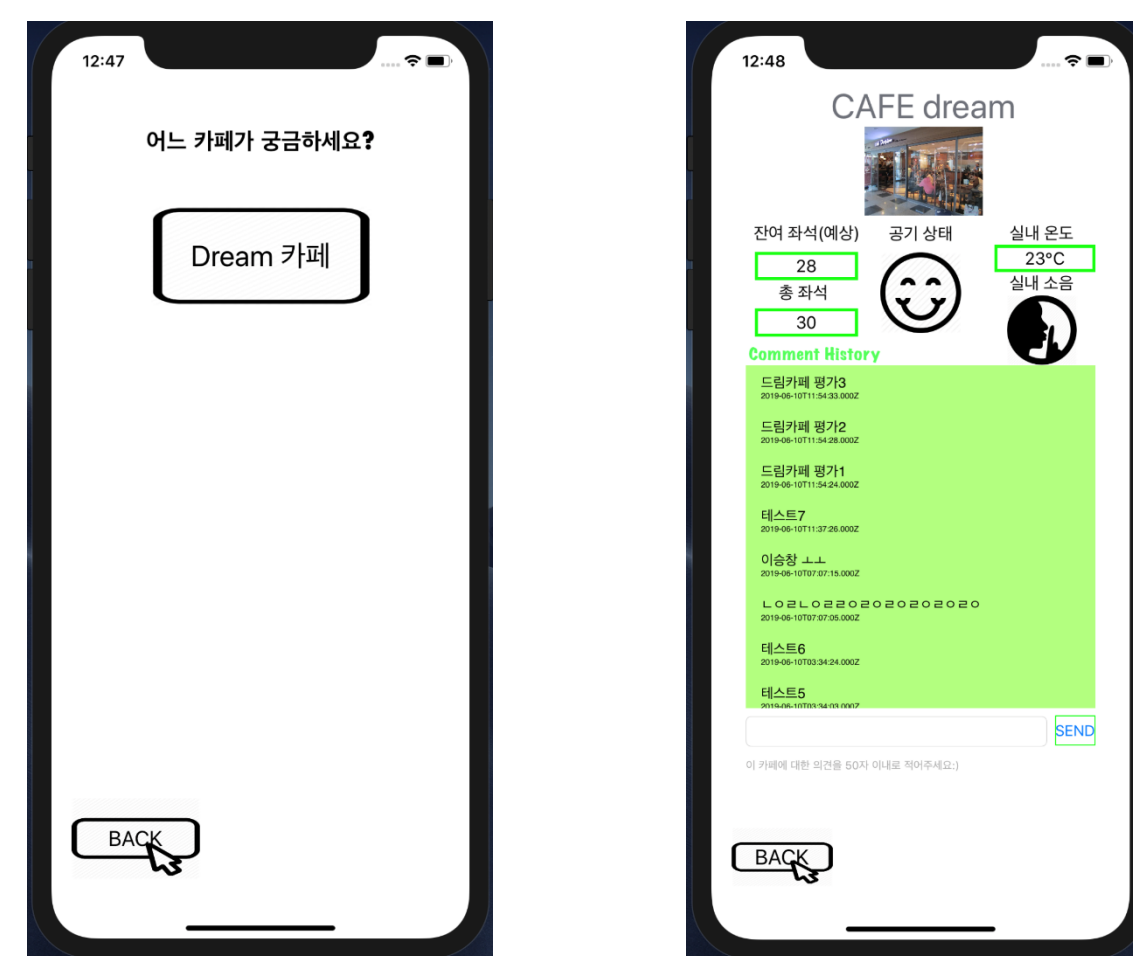 12:47
어느 카페가 궁금하세요?
Dream 카페
BACK
12:48
CAFE dream
잔여 좌석(예상)
공기 상태
실내 온도
28
23°C
총 좌석
실내 소음
30
Comment History
드림카페 평가3
2019-06-10T11:54:33.000Z
드림카페 평가2
2019-06-10T11:54:28.000Z
드림카페 평가1
2019-06-10T11:54:24.000Z
테스트7
2019-06-10T11:37:26.000Z
이승창 ㅗㅗ
2019-06-10T07:07:15.000Z
ㄴㅇㄹㄴㅇㄹㄹㅇㄹㅇㄹㅇㄹㅇㄹㅇ
2019-06-10T07:07:05.000Z
테스트6
2019-06-10T03:34:24.000Z
테스트5
2019-06-10T03:34:03.000Z
SEND
이 카페에 대한 의견을 50자 이내로 적어주세요:)
BACK